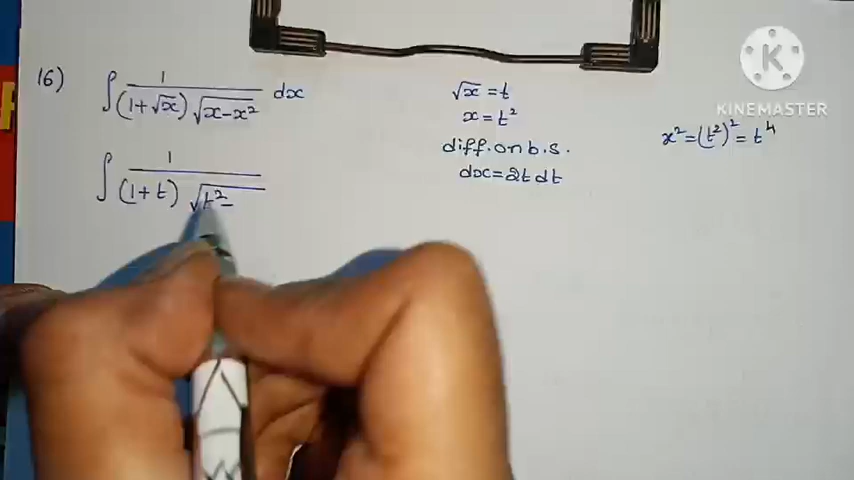 16) ∫ 1/((1+√x) √(x-x²)) dx
∫ 1/((1+t) √(t²-
√x = t
x = t²
diff. on b.s.
dx = 2t dt
x² = (t²)² = t⁴
KINEMASTER